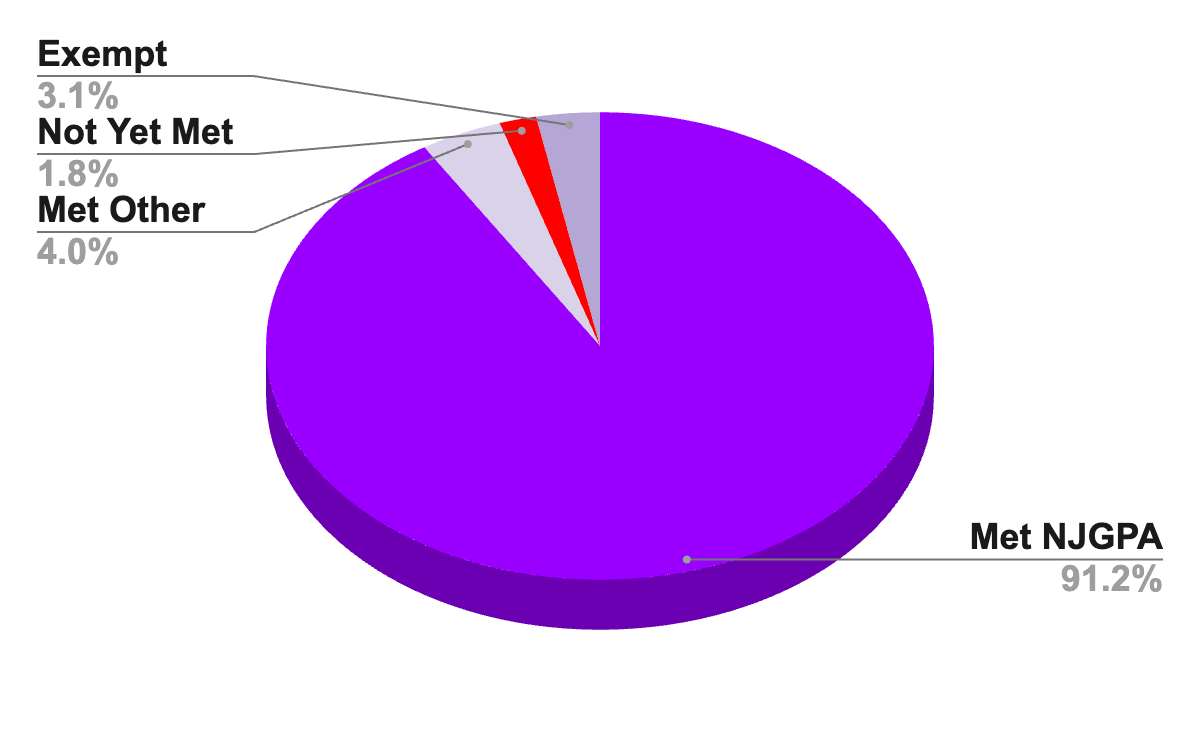 Exempt
3.1%
Not Yet Met
1.8%
Met Other
4.0%
Met NJGPA
91.2%